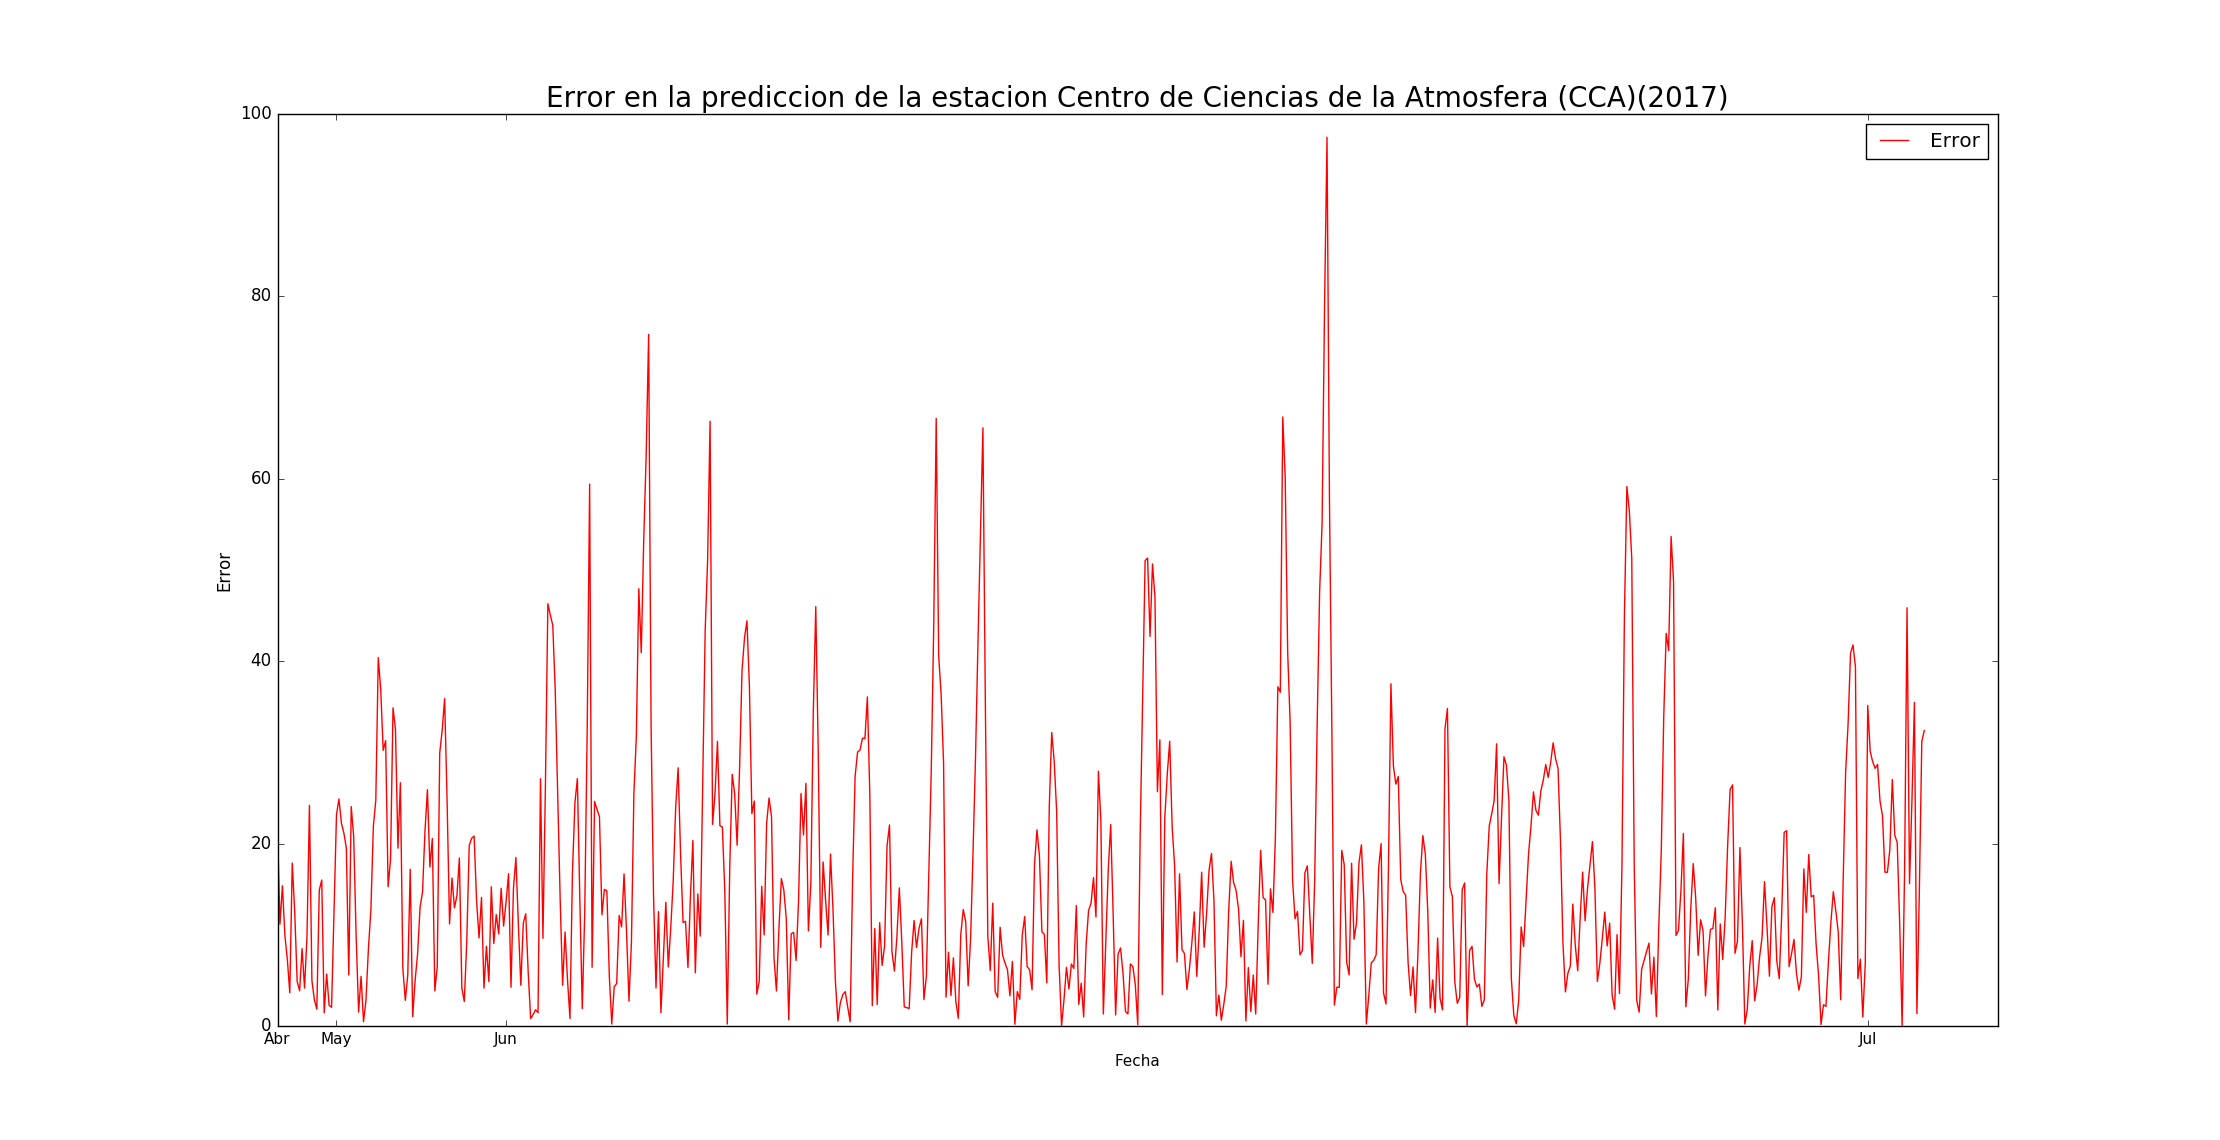 Error en la prediccion de la estacion Centro de Ciencias de la Atmosfera (CCA)(2017)
Error
100
80
60
40
20
0
Error
Abr May Jun Jul
Fecha